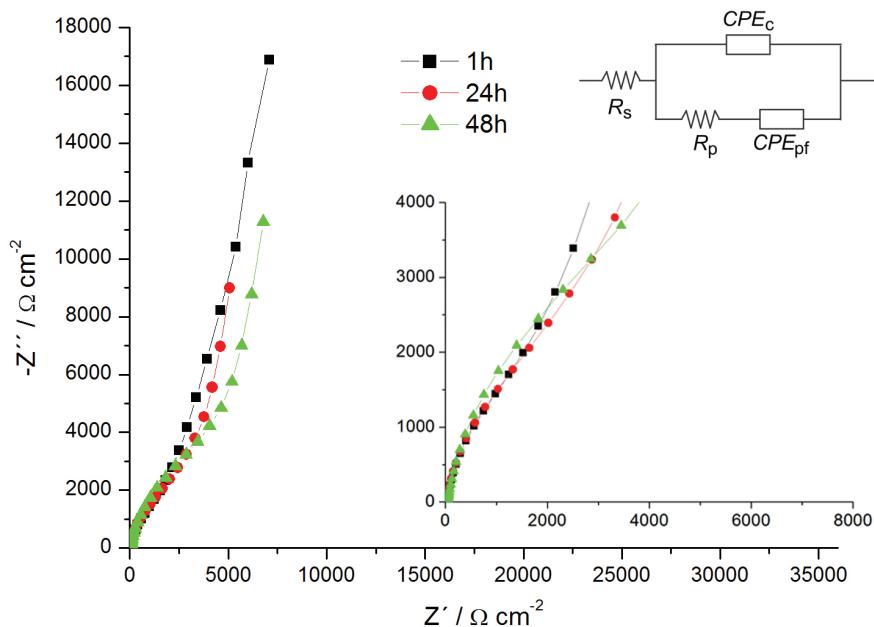 18000
16000
14000
12000
10000
8000
6000
4000
2000
0
-Z´´ / Ω cm-2
0 5000 10000 15000 20000 25000 30000 35000
Z´ / Ω cm-2
1h
24h
48h
CPEc
Rs
Rp CPEpf
4000
3000
2000
1000
0
0 2000 4000 6000 8000